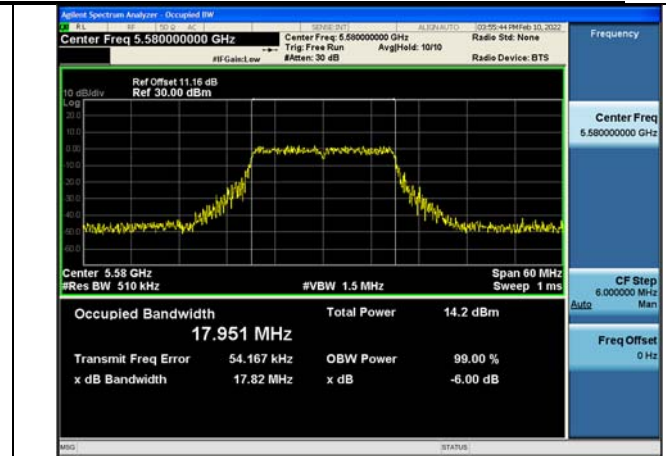 Agilent Spectrum Analyzer - Occupied BW
RL RF 50 Ω AC SENSE:INT ALIGN AUTO 03:55:44 PM Feb 10, 2022
Center Freq 5.580000000 GHz
Center Freq: 5.580000000 GHz
Radio Std: None
Trig: Free Run Avg|Hold: 10/10
#IFGain:Low #Atten: 30 dB Radio Device: BTS
Ref Offset 11.16 dB
10 dB/div Ref 30.00 dBm
Log
20.0
10.0
0.00
-10.0
-20.0
-30.0
-40.0
-50.0
-60.0
Center 5.58 GHz Span 60 MHz
#Res BW 510 kHz #VBW 1.5 MHz Sweep 1 ms
Occupied Bandwidth Total Power 14.2 dBm
17.951 MHz
Transmit Freq Error 54.167 kHz OBW Power 99.00 %
x dB Bandwidth 17.82 MHz x dB -6.00 dB
MSG STATUS
Frequency
Center Freq
5.580000000 GHz
CF Step
6.000000 MHz
Auto Man
Freq Offset
0 Hz